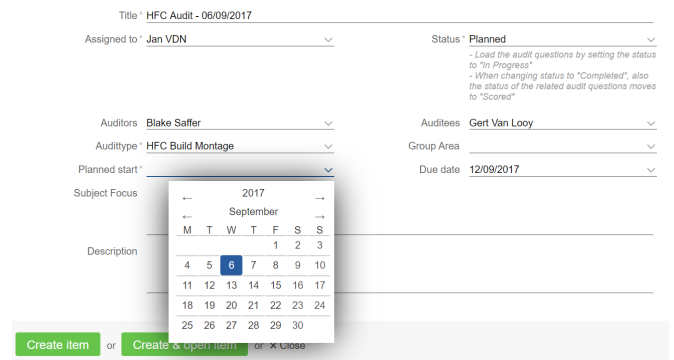 Title * HFC Audit - 06/09/2017
Assigned to * Jan VDN
Status * Planned
- Load the audit questions by setting the status
to "In Progress"
- When changing status to "Completed", also
the status of the related audit questions moves
to "Scored"
Auditors Blake Saffer
Auditees Gert Van Looy
Audittype * HFC Build Montage
Group Area
Planned start *
Due date 12/09/2017
Subject Focus
← 2017 →
← September →
M T W T F S S
1 2 3
4 5 6 7 8 9 10
11 12 13 14 15 16 17
18 19 20 21 22 23 24
25 26 27 28 29 30
Description
Create item or Create & open item or × Close